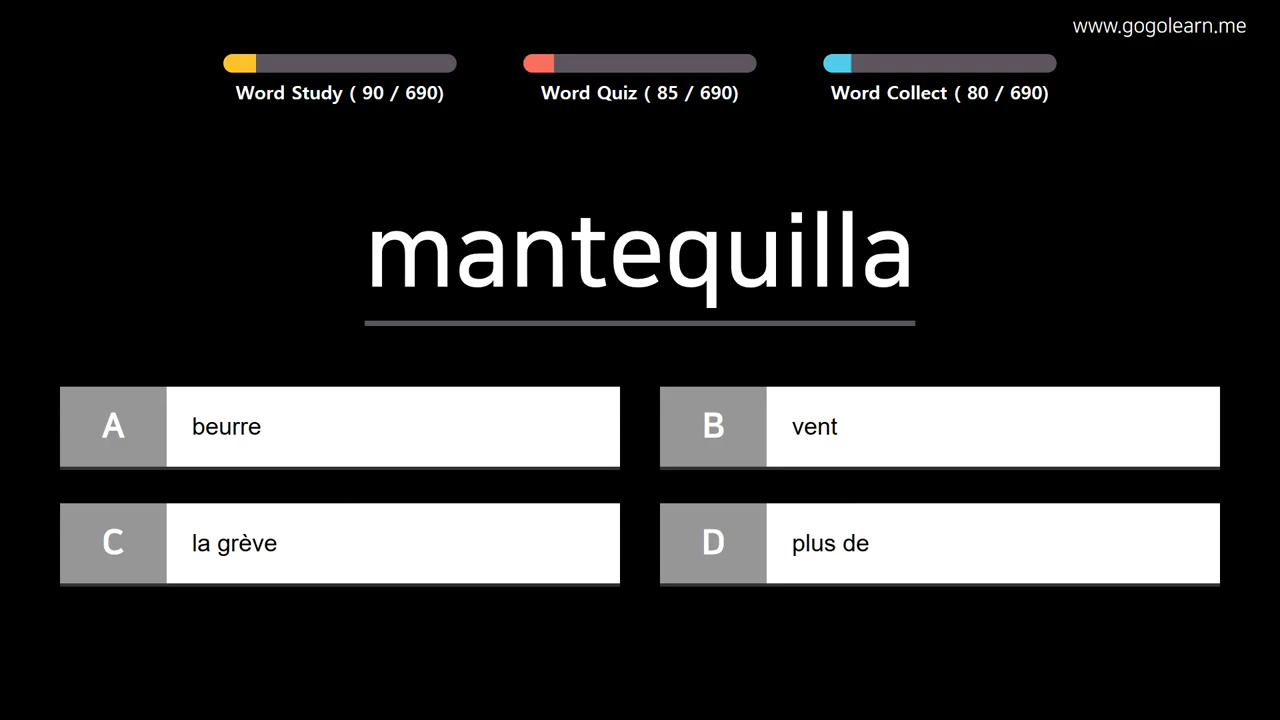 www.gogolearn.me
Word Study ( 90 / 690)
Word Quiz ( 85 / 690)
Word Collect ( 80 / 690)
mantequilla
A beurre
B vent
C la grève
D plus de